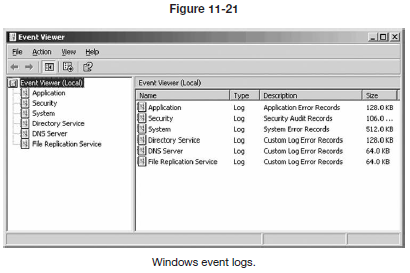 Figure 11-21
Event Viewer
File Action View Help
Event Viewer (Local)
Application
Security
System
Directory Service
DNS Server
File Replication Service
Event Viewer (Local)
Name Type Description Size
Application Log Application Error Records 128.0 KB
Security Log Security Audit Records 106.0 ...
System Log System Error Records 512.0 KB
Directory Service Log Custom Log Error Records 128.0 KB
DNS Server Log Custom Log Error Records 64.0 KB
File Replication Service Log Custom Log Error Records 64.0 KB
Windows event logs.